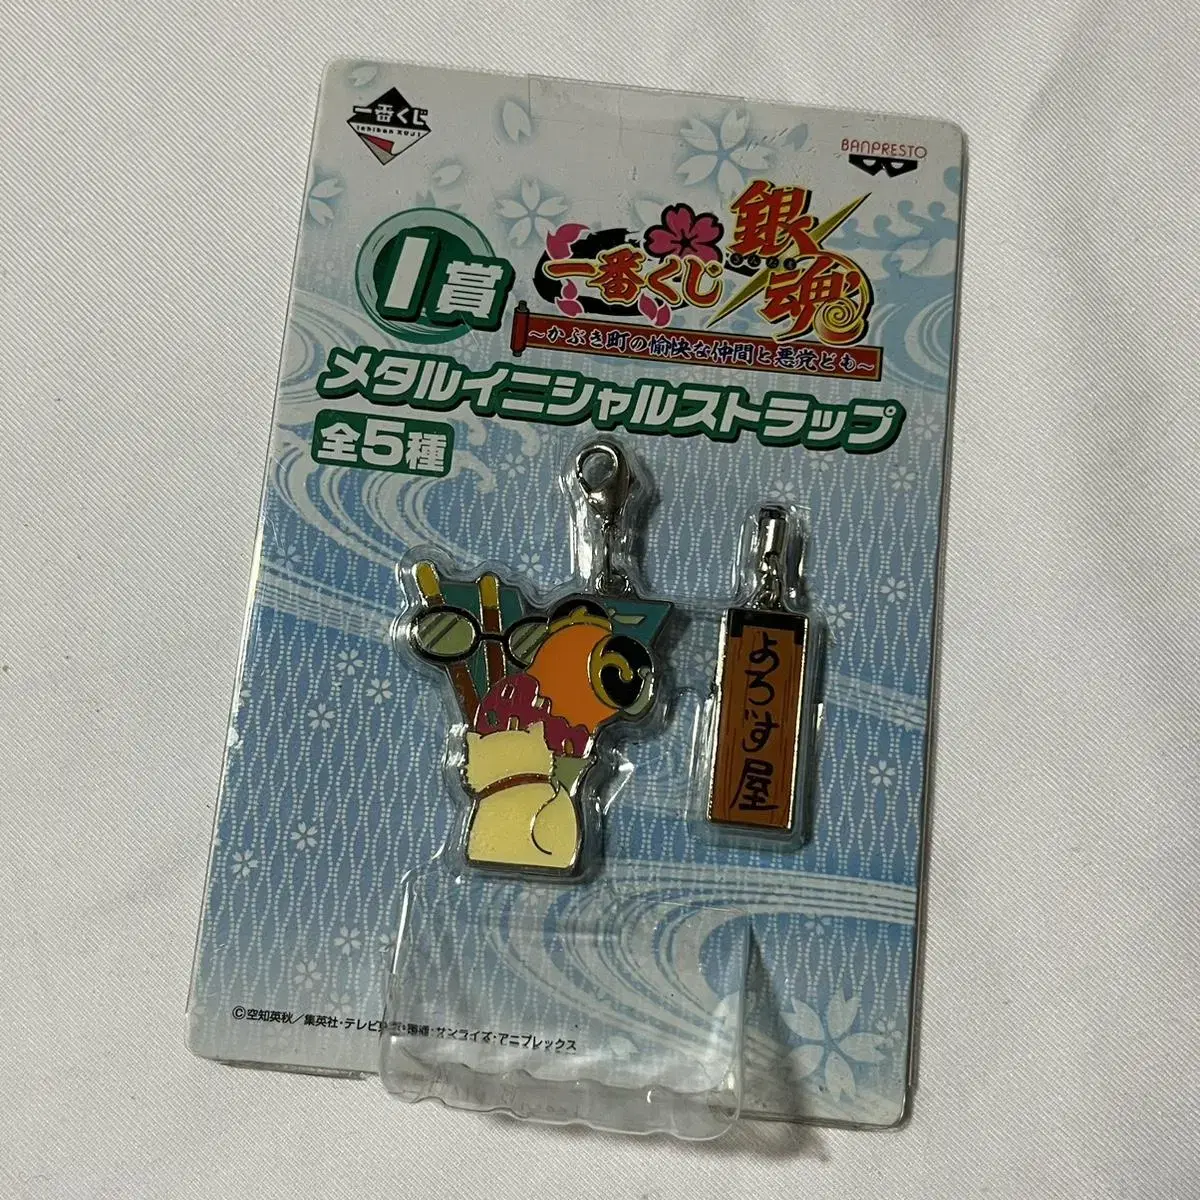 一番くじ
Ichiban KUJI
BANPRESTO
I賞
一番くじ
銀魂
ぎんたま
～かぶき町の愉快な仲間と悪党ども～
メタルイニシャルストラップ
全5種
よろず屋
©空知英秋／集英社・テレビ東京・電通・サンライズ・アニプレックス